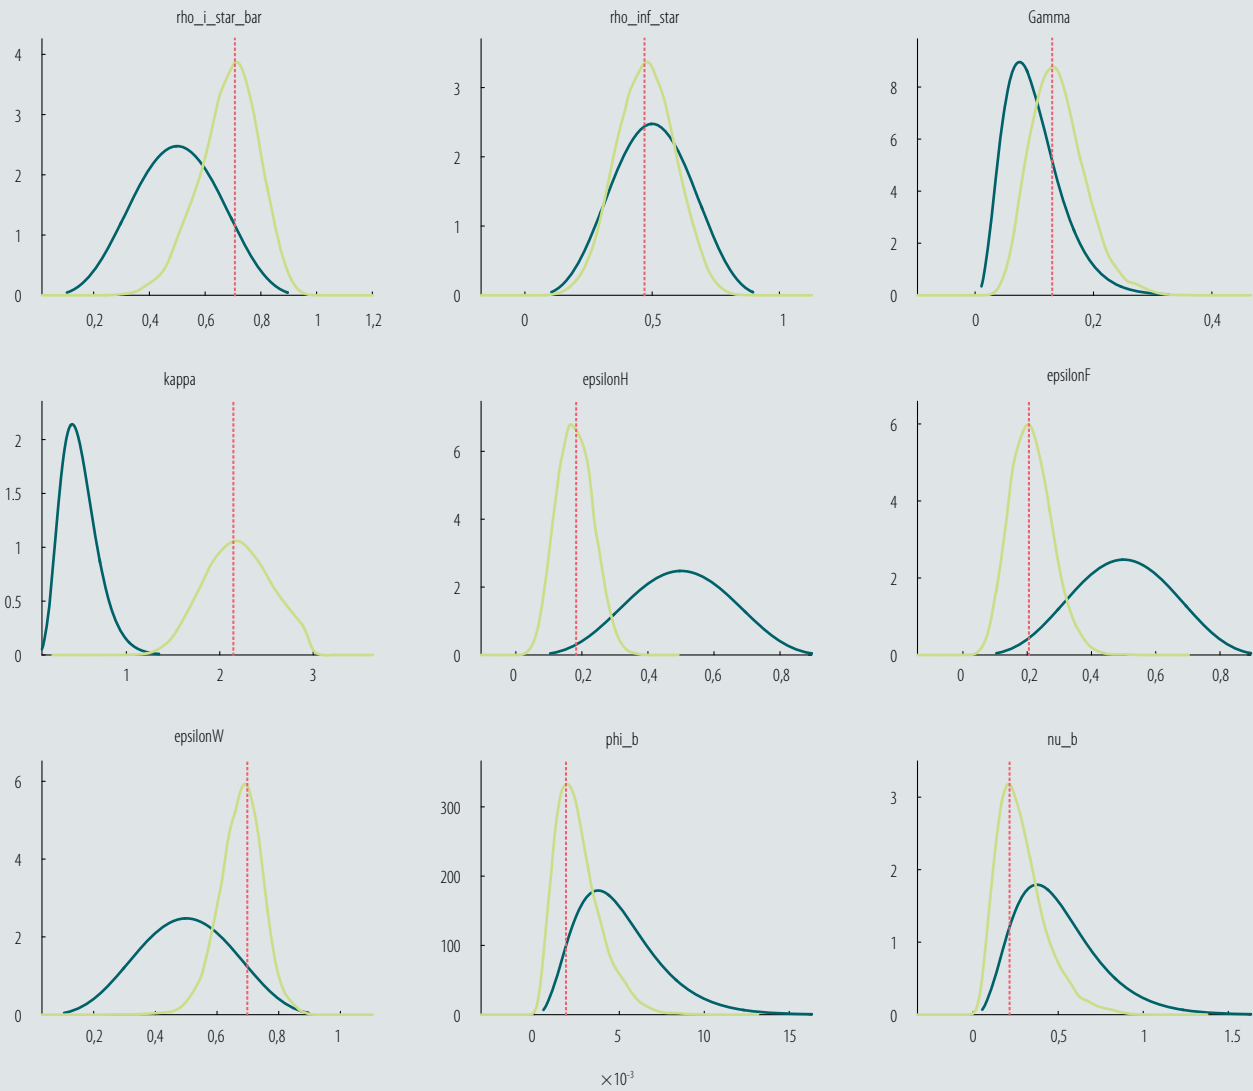 rho_i_star_bar
rho_inf_star
Gamma
4
3
2
1
0
0,2 0,4 0,6 0,8 1 1,2
3
2
1
0
0 0,5 1
8
6
4
2
0
0 0,2 0,4
kappa
epsilonH
epsilonF
2
1.5
1
0.5
0
1 2 3
6
4
2
0
0 0,2 0,4 0,6 0,8
6
4
2
0
0 0,2 0,4 0,6 0,8
epsilonW
phi_b
nu_b
6
4
2
0
0,2 0,4 0,6 0,8 1
300
200
100
0
0 5 10 15
×10⁻³
3
2
1
0
0 0,5 1 1.5